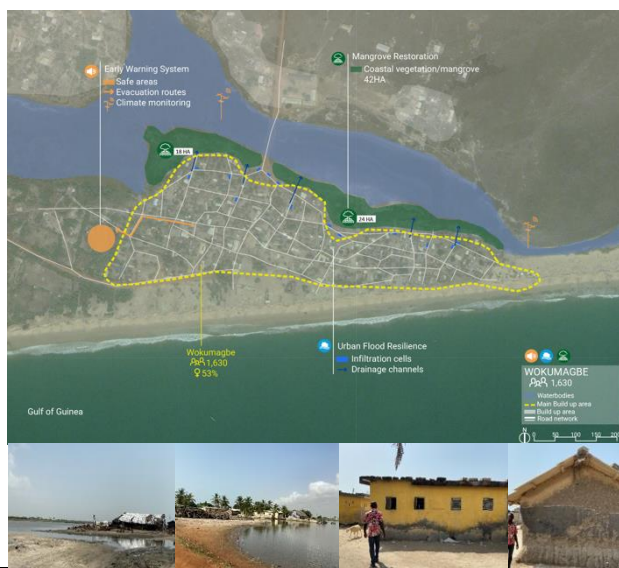 Early Warning System
Safe areas
Evacuation routes
Climate monitoring
Mangrove Restoration
Coastal vegetation/mangrove
42HA
18 HA
24 HA
Wokumagbe
1,630
53%
Urban Flood Resilience
Infiltration cells
Drainage channels
Gulf of Guinea
WOKUMAGBE
1,630
Waterbodies
Main Build up area
Build up area
Road network
N
0 50 100 150 200